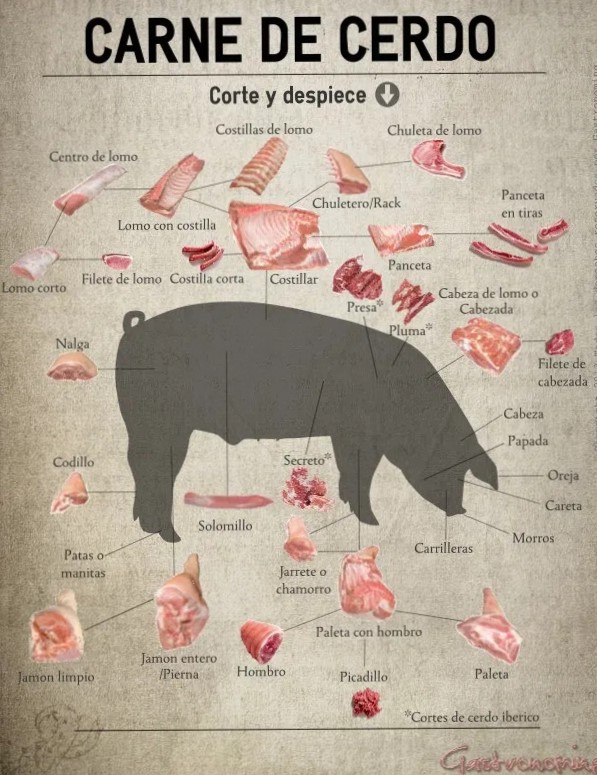 CARNE DE CERDO
Corte y despiece
Costillas de lomo
Chuleta de lomo
Centro de lomo
Panceta
en tiras
Chuletero/Rack
Lomo con costilla
Lomo corto
Filete de lomo
Costilla corta
Costillar
Panceta
Presa*
Cabeza de lomo o
Cabezada
Pluma*
Nalga
Filete de
cabezada
Cabeza
Papada
Codillo
Secreto*
Oreja
Careta
Solomillo
Morros
Carrilleras
Patas o
manitas
Jarrete o
chamorro
Paleta con hombro
Jamon entero
/Pierna
Jamon limpio
Hombro
Paleta
Picadillo
*Cortes de cerdo iberico